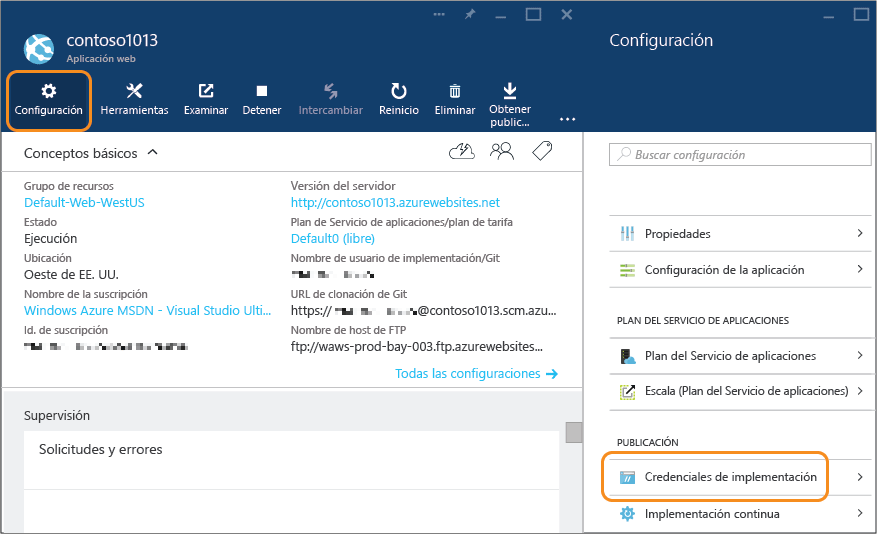 contoso1013
Aplicación web
Configuración
Configuración
Herramientas
Examinar
Detener
Intercambiar
Reinicio
Eliminar
Obtener
public...
Conceptos básicos
Buscar configuración
Grupo de recursos
Default-Web-WestUS
Estado
Ejecución
Ubicación
Oeste de EE. UU.
Nombre de la suscripción
Windows Azure MSDN - Visual Studio Ulti...
Id. de suscripción
Versión del servidor
http://contoso1013.azurewebsites.net
Plan de Servicio de aplicaciones/plan de tarifa
Default0 (libre)
Nombre de usuario de implementación/Git
URL de clonación de Git
https:// @contoso1013.scm.azu...
Nombre de host de FTP
ftp://waws-prod-bay-003.ftp.azurewebsites...
Todas las configuraciones
Supervisión
Solicitudes y errores
Propiedades
Configuración de la aplicación
PLAN DEL SERVICIO DE APLICACIONES
Plan del Servicio de aplicaciones
Escala (Plan del Servicio de aplicaciones)
PUBLICACIÓN
Credenciales de implementación
Implementación continua